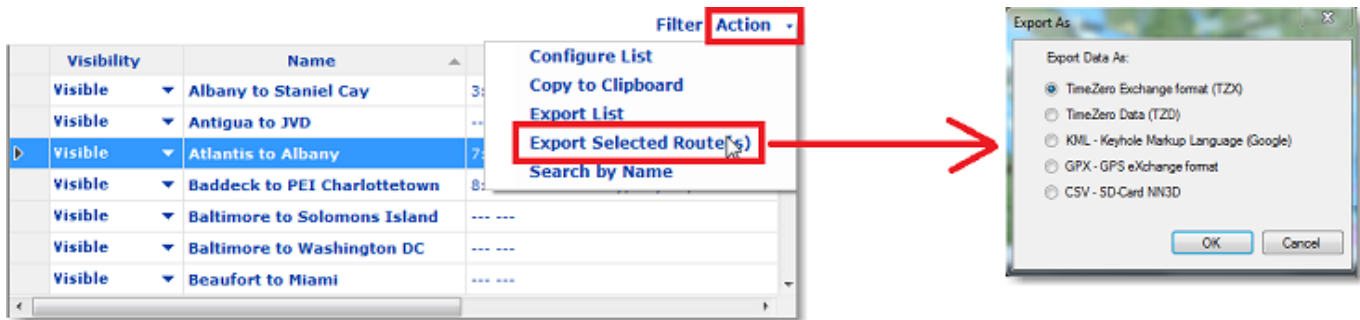 Filter Action
Visibility Name
Visible Albany to Staniel Cay 3:
Visible Antigua to JVD --
Visible Atlantis to Albany 7:
Visible Baddeck to PEI Charlottetown 8:
Visible Baltimore to Solomons Island --- ---
Visible Baltimore to Washington DC --- ---
Visible Beaufort to Miami --- ---
Configure List
Copy to Clipboard
Export List
Export Selected Route(s)
Search by Name
Export As
Export Data As:
TimeZero Exchange format (TZX)
TimeZero Data (TZD)
KML - Keyhole Markup Language (Google)
GPX - GPS eXchange format
CSV - SD-Card NN3D
OK Cancel